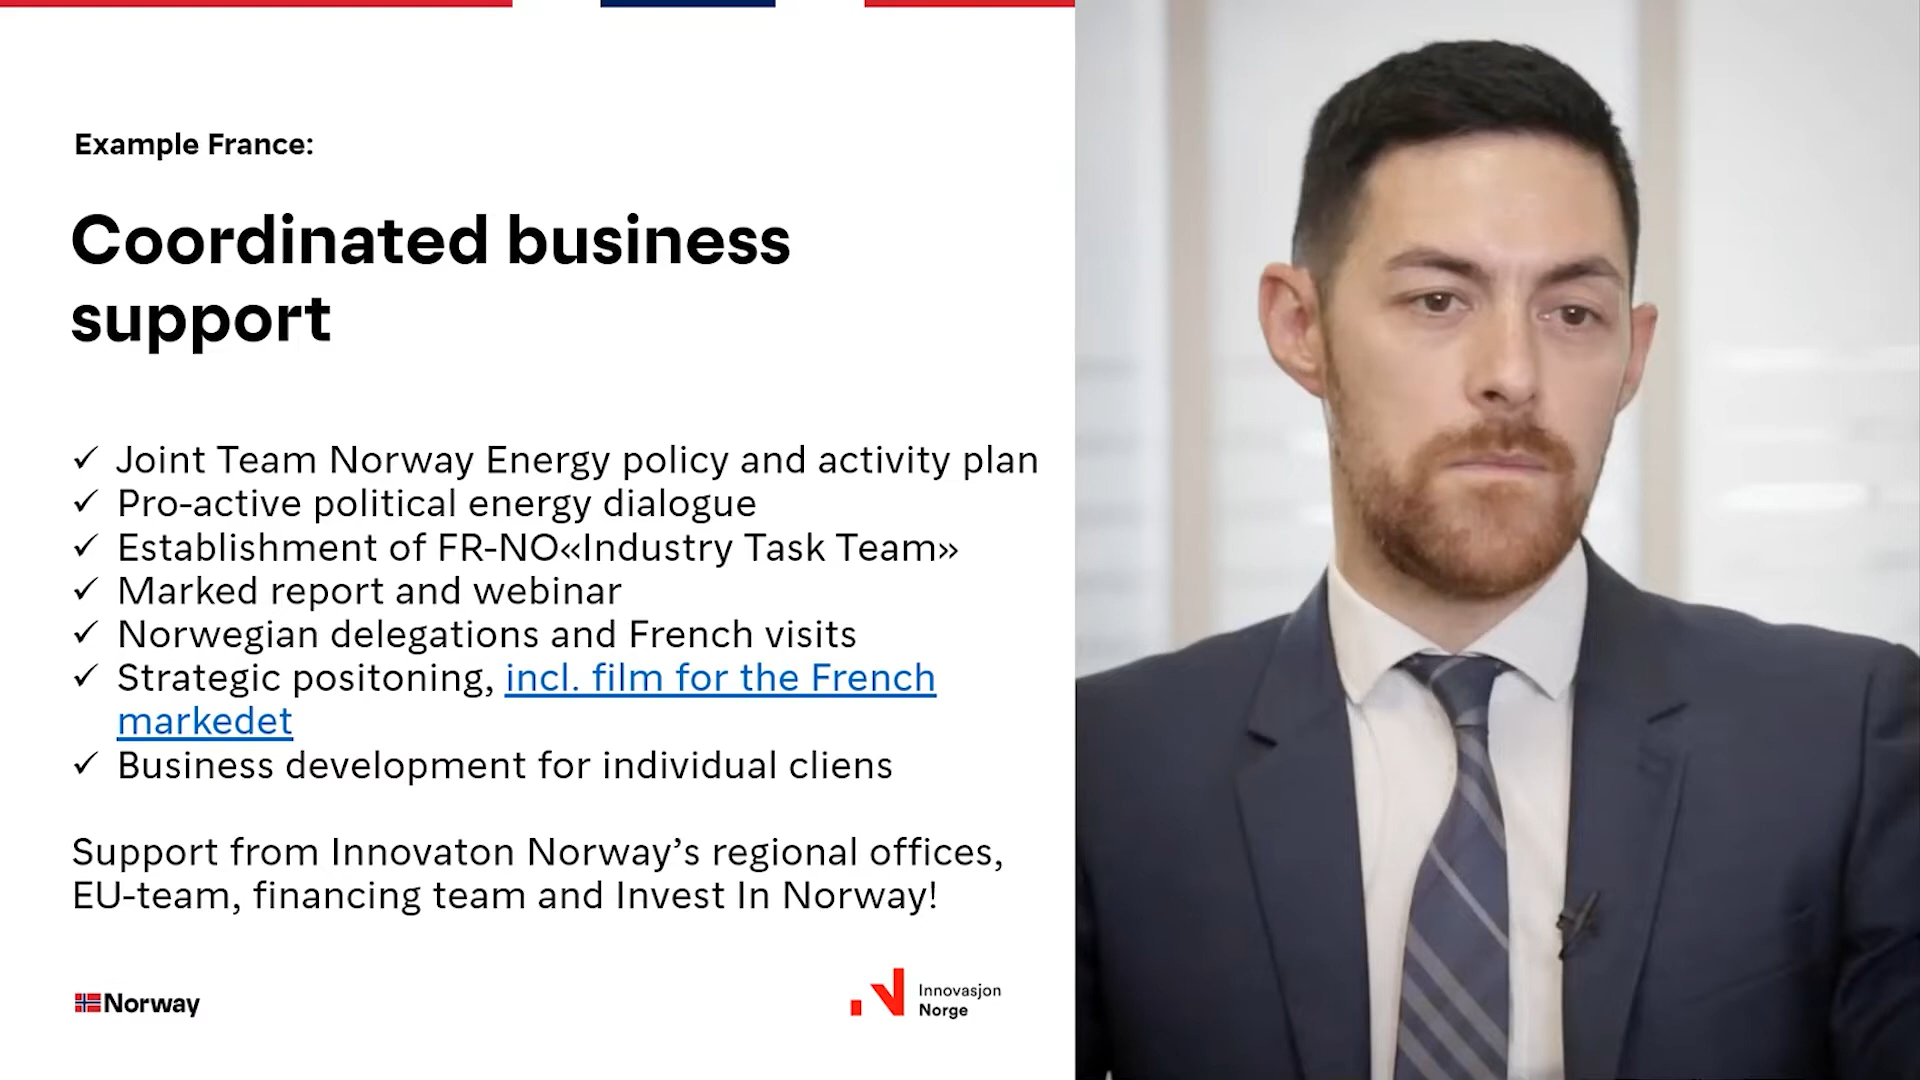 Example France:
Coordinated business
support
✓ Joint Team Norway Energy policy and activity plan
✓ Pro-active political energy dialogue
✓ Establishment of FR-NO«Industry Task Team»
✓ Marked report and webinar
✓ Norwegian delegations and French visits
✓ Strategic positoning, incl. film for the French
markedet
✓ Business development for individual cliens
Support from Innovaton Norway’s regional offices,
EU-team, financing team and Invest In Norway!
Norway
Innovasjon
Norge